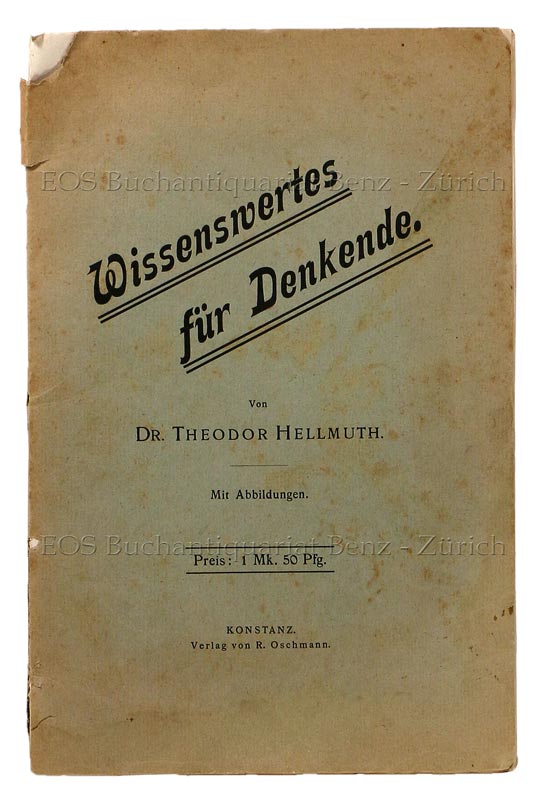 EOS Buchantiquariat Benz - Zürich
Wissenswertes
für Denkende.
Von
DR. THEODOR HELLMUTH.
Mit Abbildungen.
EOS Buchantiquariat Benz - Zürich
Preis: 1 Mk. 50 Pfg.
KONSTANZ.
Verlag von R. Oschmann.